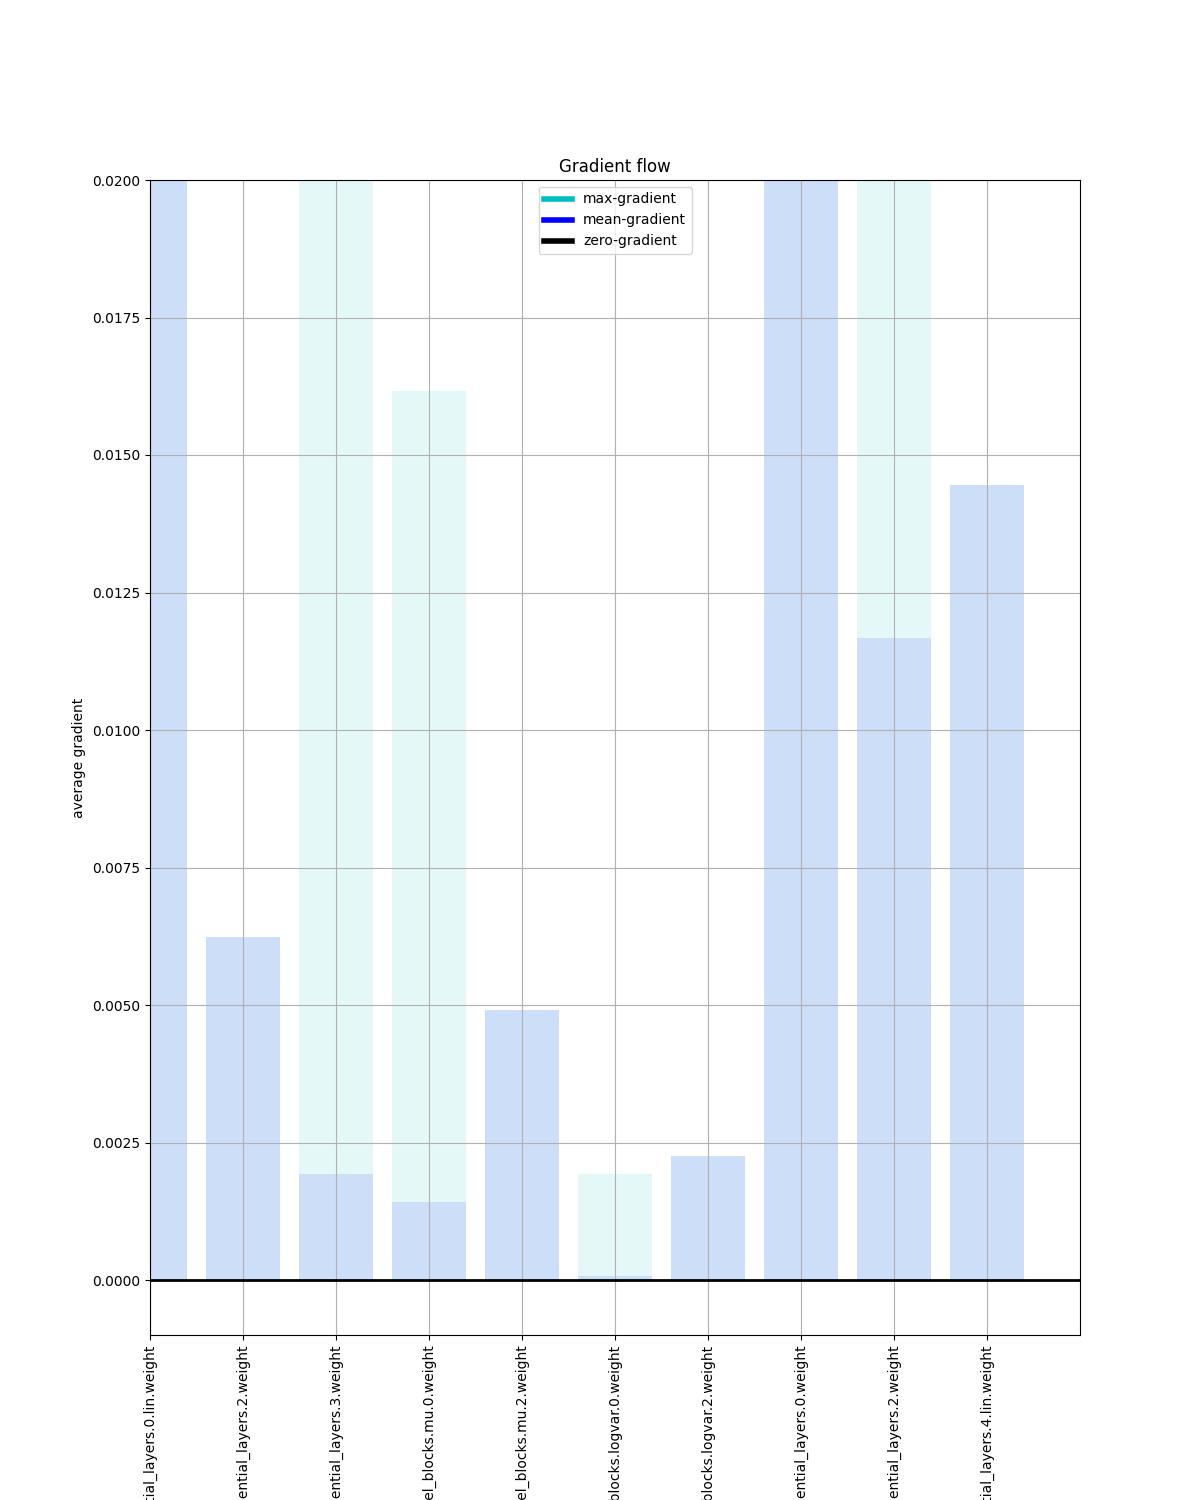 Gradient flow
max-gradient
mean-gradient
zero-gradient
0.0200
0.0175
0.0150
0.0125
0.0100
0.0075
0.0050
0.0025
0.0000
average gradient
tial_layers.0.lin.weight
ential_layers.2.weight
ential_layers.3.weight
el_blocks.mu.0.weight
el_blocks.mu.2.weight
blocks.logvar.0.weight
blocks.logvar.2.weight
ential_layers.0.weight
ential_layers.2.weight
tial_layers.4.lin.weight